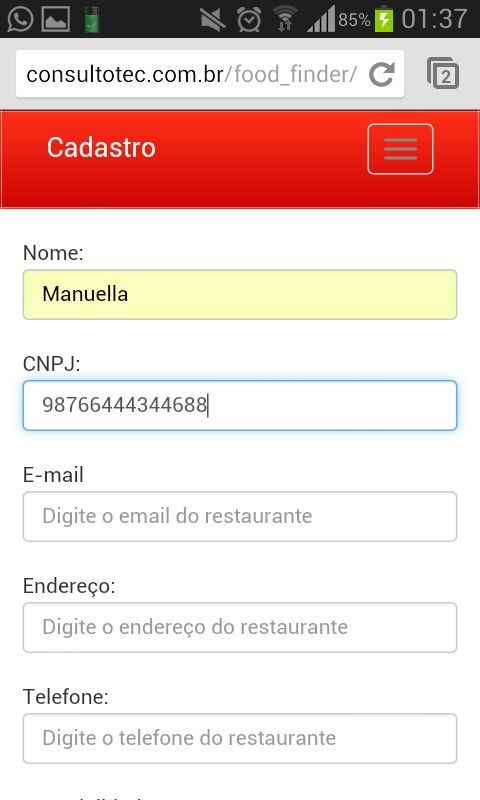 85% 01:37
consultotec.com.br/food_finder/
2
Cadastro
Nome:
Manuella
CNPJ:
98766444344688
E-mail
Digite o email do restaurante
Endereço:
Digite o endereço do restaurante
Telefone:
Digite o telefone do restaurante